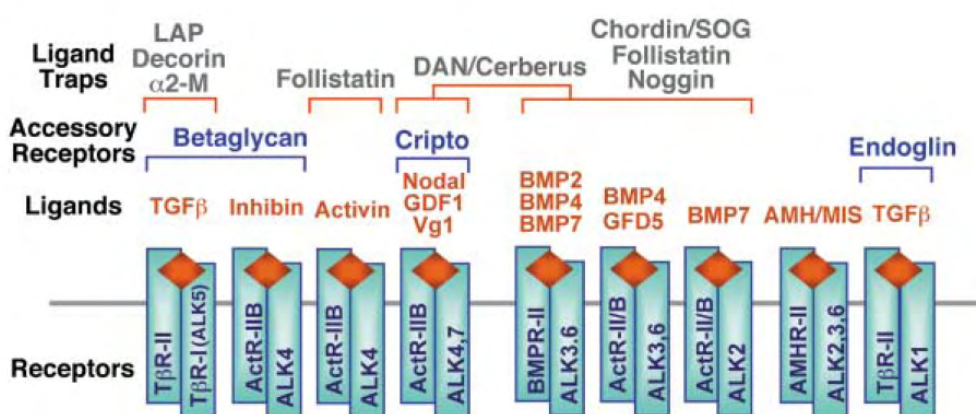 Ligand
Traps
LAP
Decorin
α2-M
Follistatin
DAN/Cerberus
Chordin/SOG
Follistatin
Noggin
Accessory
Receptors
Betaglycan
Cripto
Endoglin
Ligands
TGFβ
Inhibin
Activin
Nodal
GDF1
Vg1
BMP2
BMP4
BMP7
BMP4
GFD5
BMP7
AMH/MIS
TGFβ
Receptors
TβR-II
TβR-I (ALK5)
ActR-IIB
ALK4
ActR-IIB
ALK4
ActR-IIB
ALK4,7
BMPR-II
ALK3,6
ActR-II/B
ALK3,6
ActR-II/B
ALK2
AMHR-II
ALK2,3,6
TβR-II
ALK1